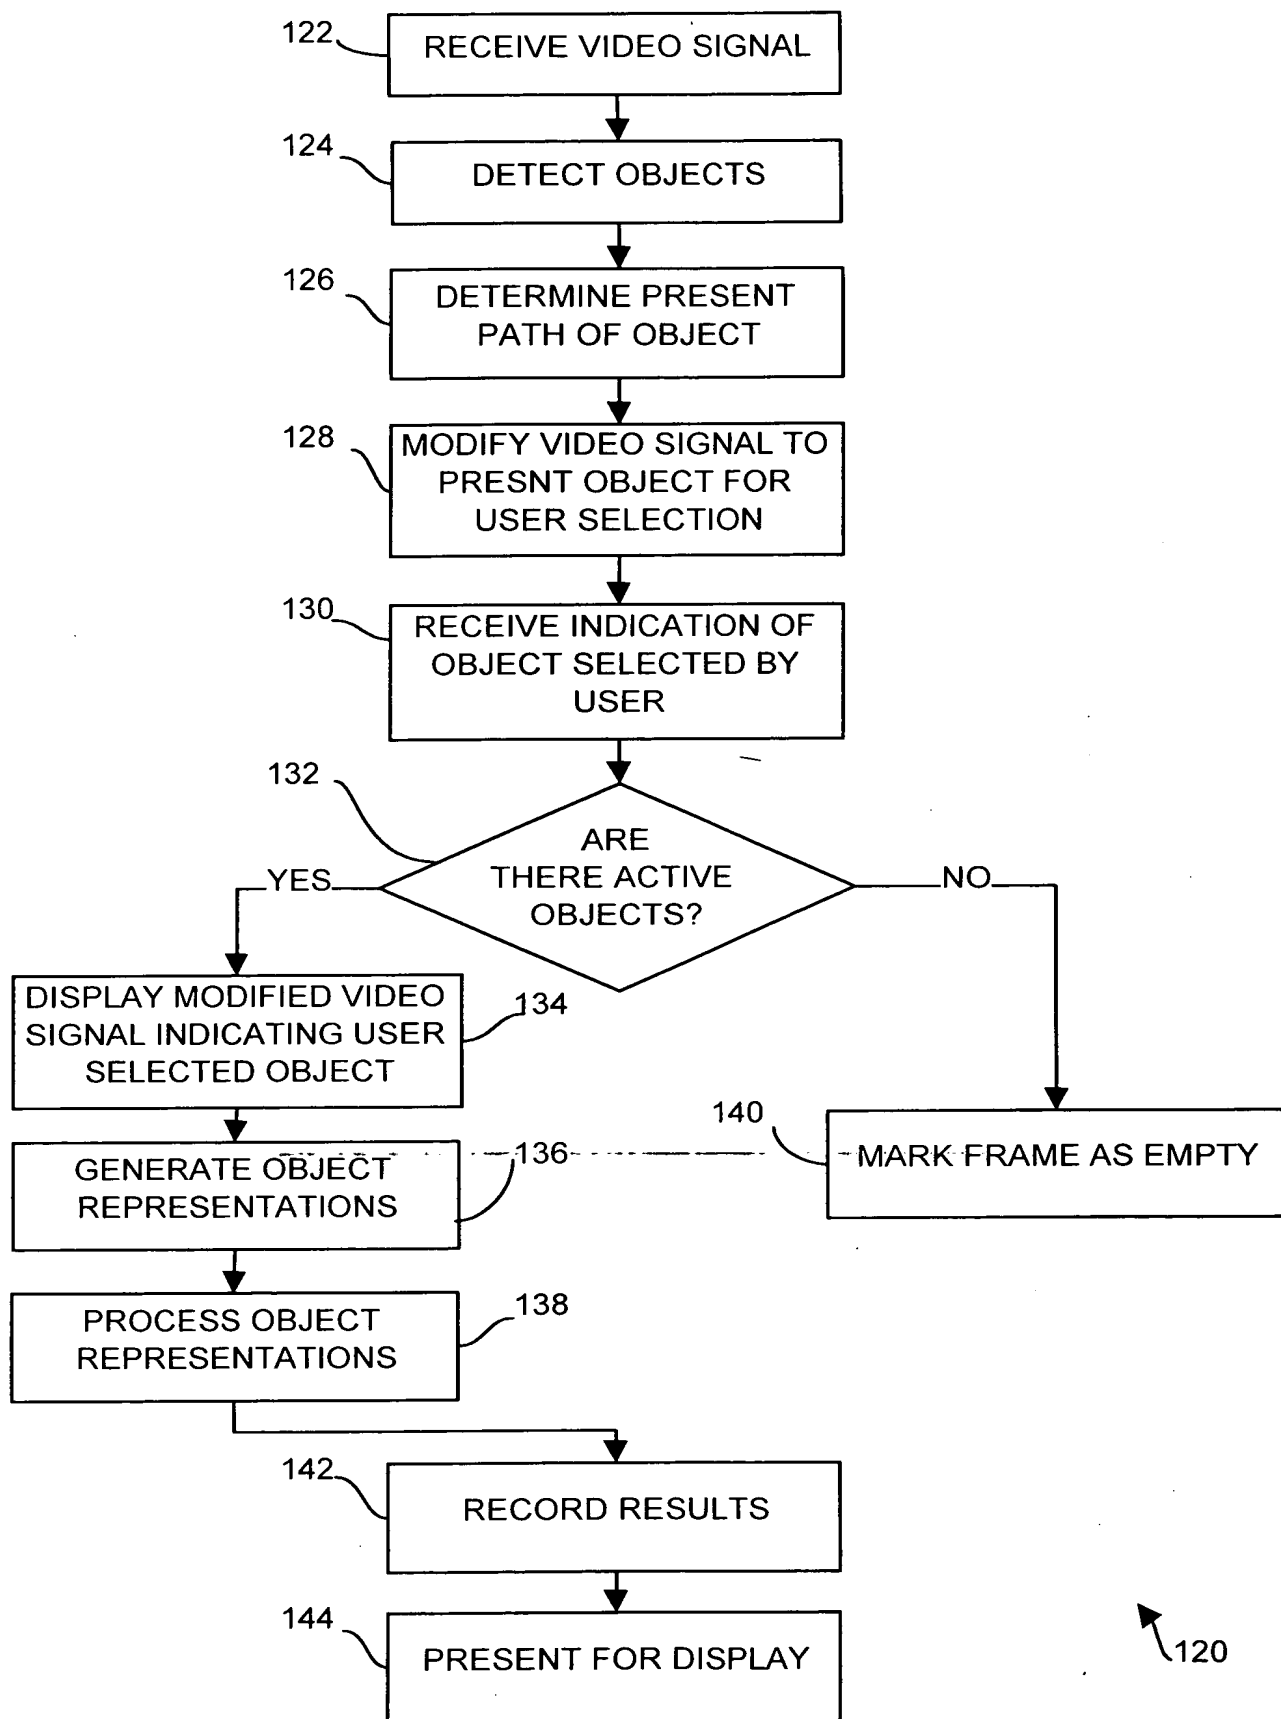 122
RECEIVE VIDEO SIGNAL
124
DETECT OBJECTS
126
DETERMINE PRESENT
PATH OF OBJECT
128
MODIFY VIDEO SIGNAL TO
PRESNT OBJECT FOR
USER SELECTION
130
RECEIVE INDICATION OF
OBJECT SELECTED BY
USER
132
ARE
THERE ACTIVE
OBJECTS?
YES
NO
DISPLAY MODIFIED VIDEO
SIGNAL INDICATING USER
SELECTED OBJECT
134
GENERATE OBJECT
REPRESENTATIONS
136
140
MARK FRAME AS EMPTY
PROCESS OBJECT
REPRESENTATIONS
138
142
RECORD RESULTS
144
PRESENT FOR DISPLAY
120